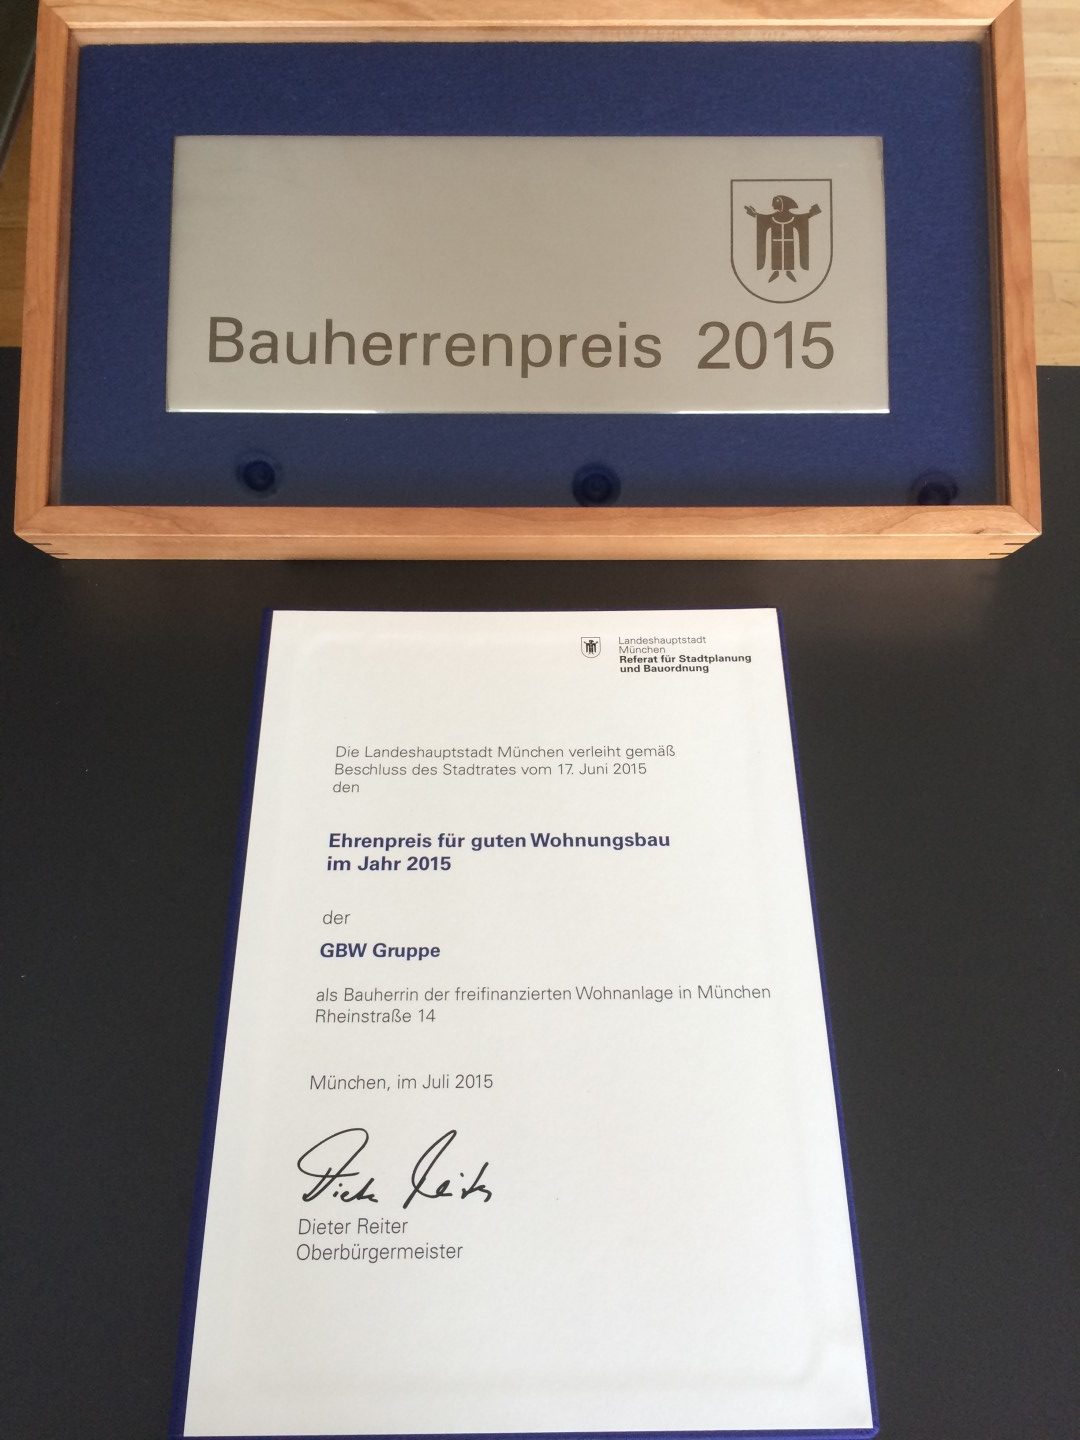 Bauherrenpreis 2015
Landeshauptstadt
München
Referat für Stadtplanung
und Bauordnung
Die Landeshauptstadt München verleiht gemäß
Beschluss des Stadtrates vom 17. Juni 2015
den
Ehrenpreis für guten Wohnungsbau
im Jahr 2015
der
GBW Gruppe
als Bauherrin der freifinanzierten Wohnanlage in München
Rheinstraße 14
München, im Juli 2015
Dieter Reiter
Dieter Reiter
Oberbürgermeister